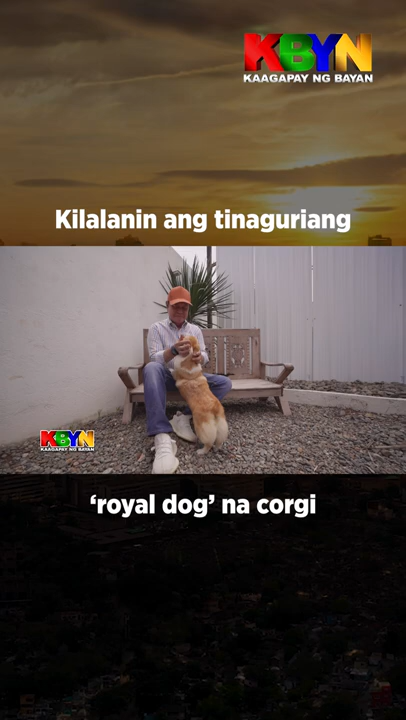 KBYN
KAAGAPAY NG BAYAN
Kilalanin ang tinaguriang
KBYN
KAAGAPAY NG BAYAN
‘royal dog’ na corgi